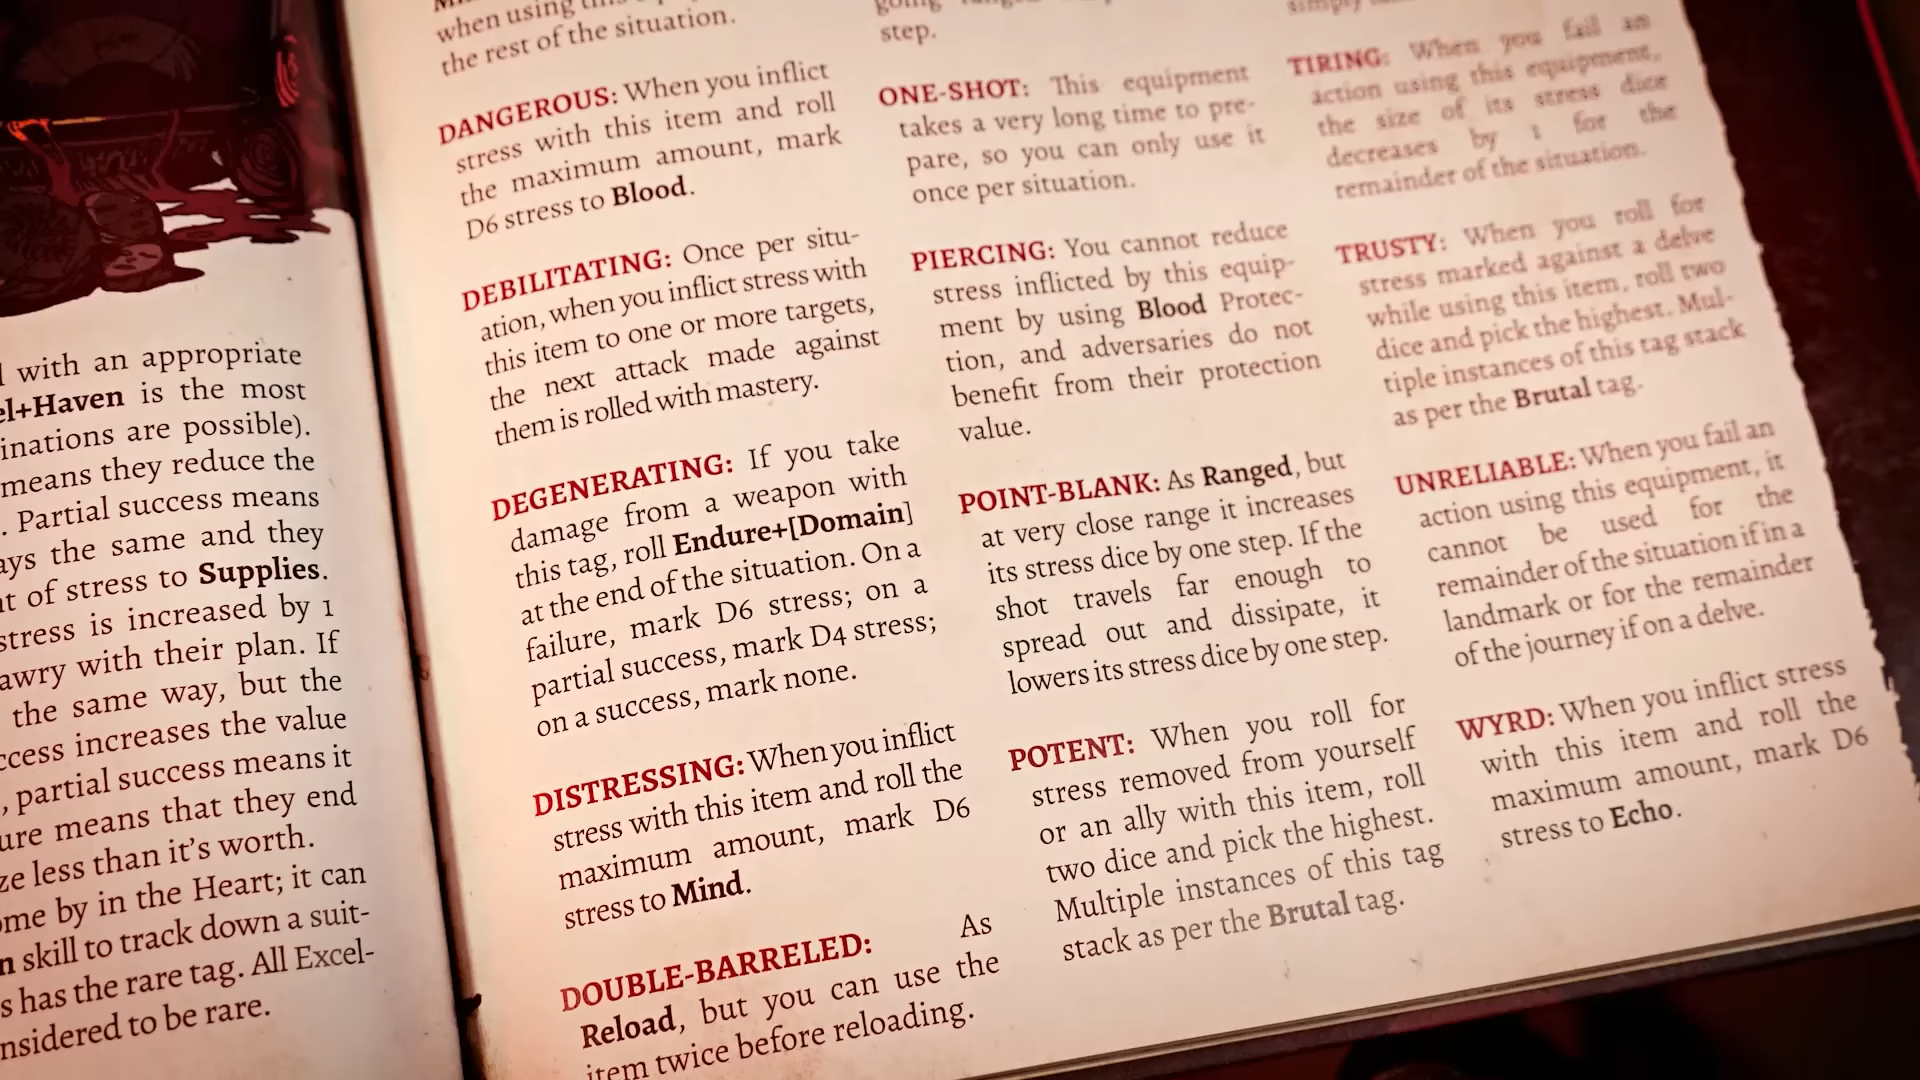 with an appropriate
el+Haven is the most
inations are possible).
means they reduce the
. Partial success means
ays the same and they
nt of stress to Supplies.
stress is increased by 1
awry with their plan. If
the same way, but the
ccess increases the value
, partial success means it
ure means that they end
ze less than it's worth.
ome by in the Heart; it can
n skill to track down a suit-
s has the rare tag. All Excel-
nsidered to be rare.
when using this
the rest of the situation.
DANGEROUS: When you inflict
stress with this item and roll
the maximum amount, mark
D6 stress to Blood.
DEBILITATING: Once per situ-
ation, when you inflict stress with
this item to one or more targets,
the next attack made against
them is rolled with mastery.
DEGENERATING: If you take
damage from a weapon with
this tag, roll Endure+[Domain]
at the end of the situation. On a
failure, mark D6 stress; on a
partial success, mark D4 stress;
on a success, mark none.
DISTRESSING: When you inflict
stress with this item and roll the
maximum amount, mark D6
stress to Mind.
DOUBLE-BARRELED: As
Reload, but you can use the
item twice before reloading.
step.
ONE-SHOT: This equipment
takes a very long time to pre-
pare, so you can only use it
once per situation.
PIERCING: You cannot reduce
stress inflicted by this equip-
ment by using Blood Protec-
tion, and adversaries do not
benefit from their protection
value.
POINT-BLANK: As Ranged, but
at very close range it increases
its stress dice by one step. If the
shot travels far enough to
spread out and dissipate, it
lowers its stress dice by one step.
POTENT: When you roll for
stress removed from yourself
or an ally with this item, roll
two dice and pick the highest.
Multiple instances of this tag
stack as per the Brutal tag.
simply
TIRING: When you fail an
action using this equipment,
the size of its stress dice
decreases by 1 for the
remainder of the situation.
TRUSTY: When you roll for
stress marked against a delve
while using this item, roll two
dice and pick the highest. Mul-
tiple instances of this tag stack
as per the Brutal tag.
UNRELIABLE: When you fail an
action using this equipment, it
cannot be used for the
remainder of the situation if in a
landmark or for the remainder
of the journey if on a delve.
WYRD: When you inflict stress
with this item and roll the
maximum amount, mark D6
stress to Echo.